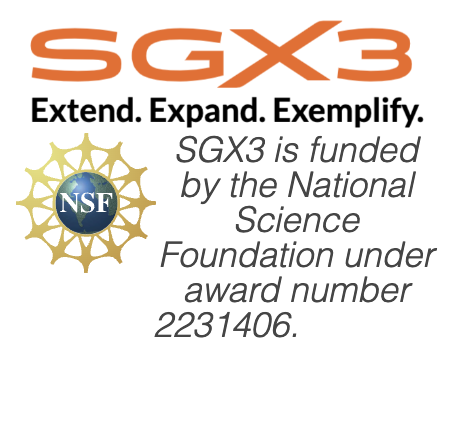 SGX3
Extend. Expand. Exemplify.
NSF
SGX3 is funded
by the National
Science
Foundation under
award number
2231406.